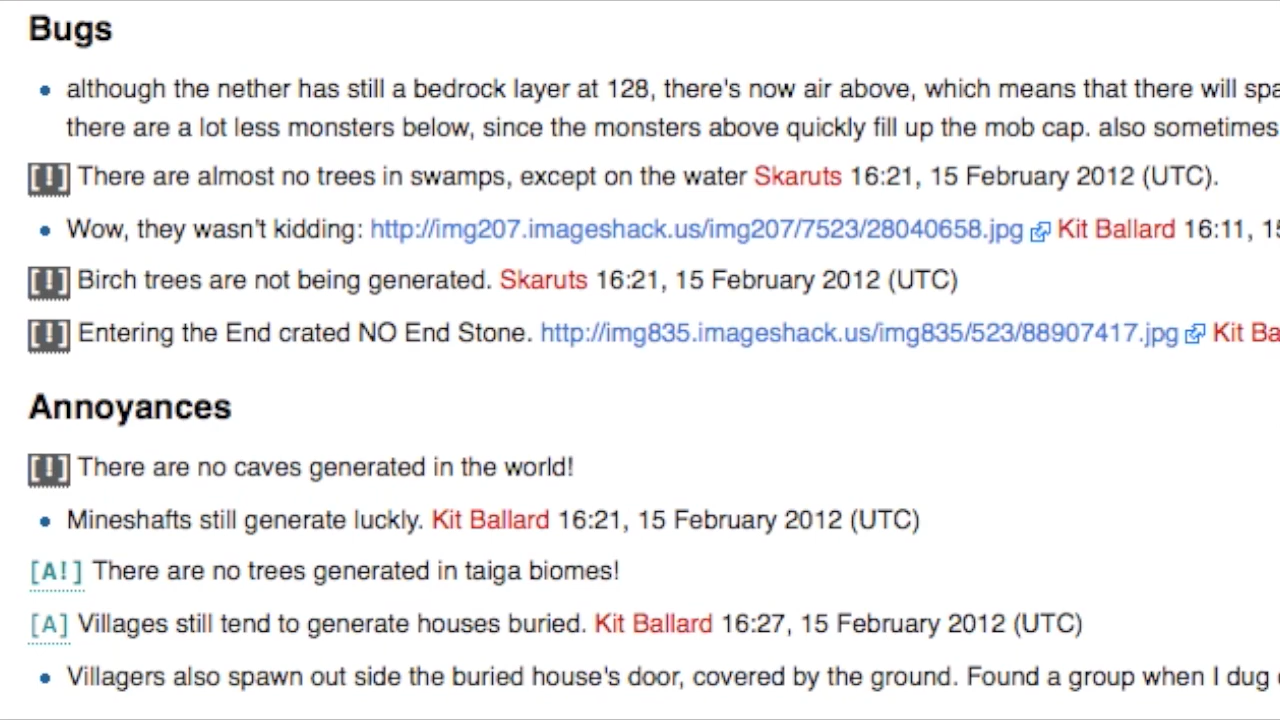 Bugs
• although the nether has still a bedrock layer at 128, there's now air above, which means that there will
there are a lot less monsters below, since the monsters above quickly fill up the mob cap. also sometimes
[!] There are almost no trees in swamps, except on the water Skaruts 16:21, 15 February 2012 (UTC).
• Wow, they wasn't kidding: http://img207.imageshack.us/img207/7523/28040658.jpg Kit Ballard 16:11,
[!] Birch trees are not being generated. Skaruts 16:21, 15 February 2012 (UTC)
[!] Entering the End crated NO End Stone. http://img835.imageshack.us/img835/523/88907417.jpg Kit
Annoyances
[!] There are no caves generated in the world!
• Mineshafts still generate luckly. Kit Ballard 16:21, 15 February 2012 (UTC)
[A!] There are no trees generated in taiga biomes!
[A] Villages still tend to generate houses buried. Kit Ballard 16:27, 15 February 2012 (UTC)
• Villagers also spawn out side the buried house's door, covered by the ground. Found a group when I dug